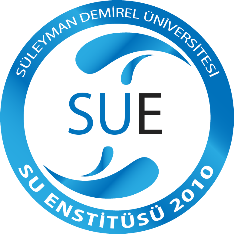 SÜLEYMAN DEMİREL ÜNİVERSİTESİ
SUE
SU ENSTİTÜSÜ 2010